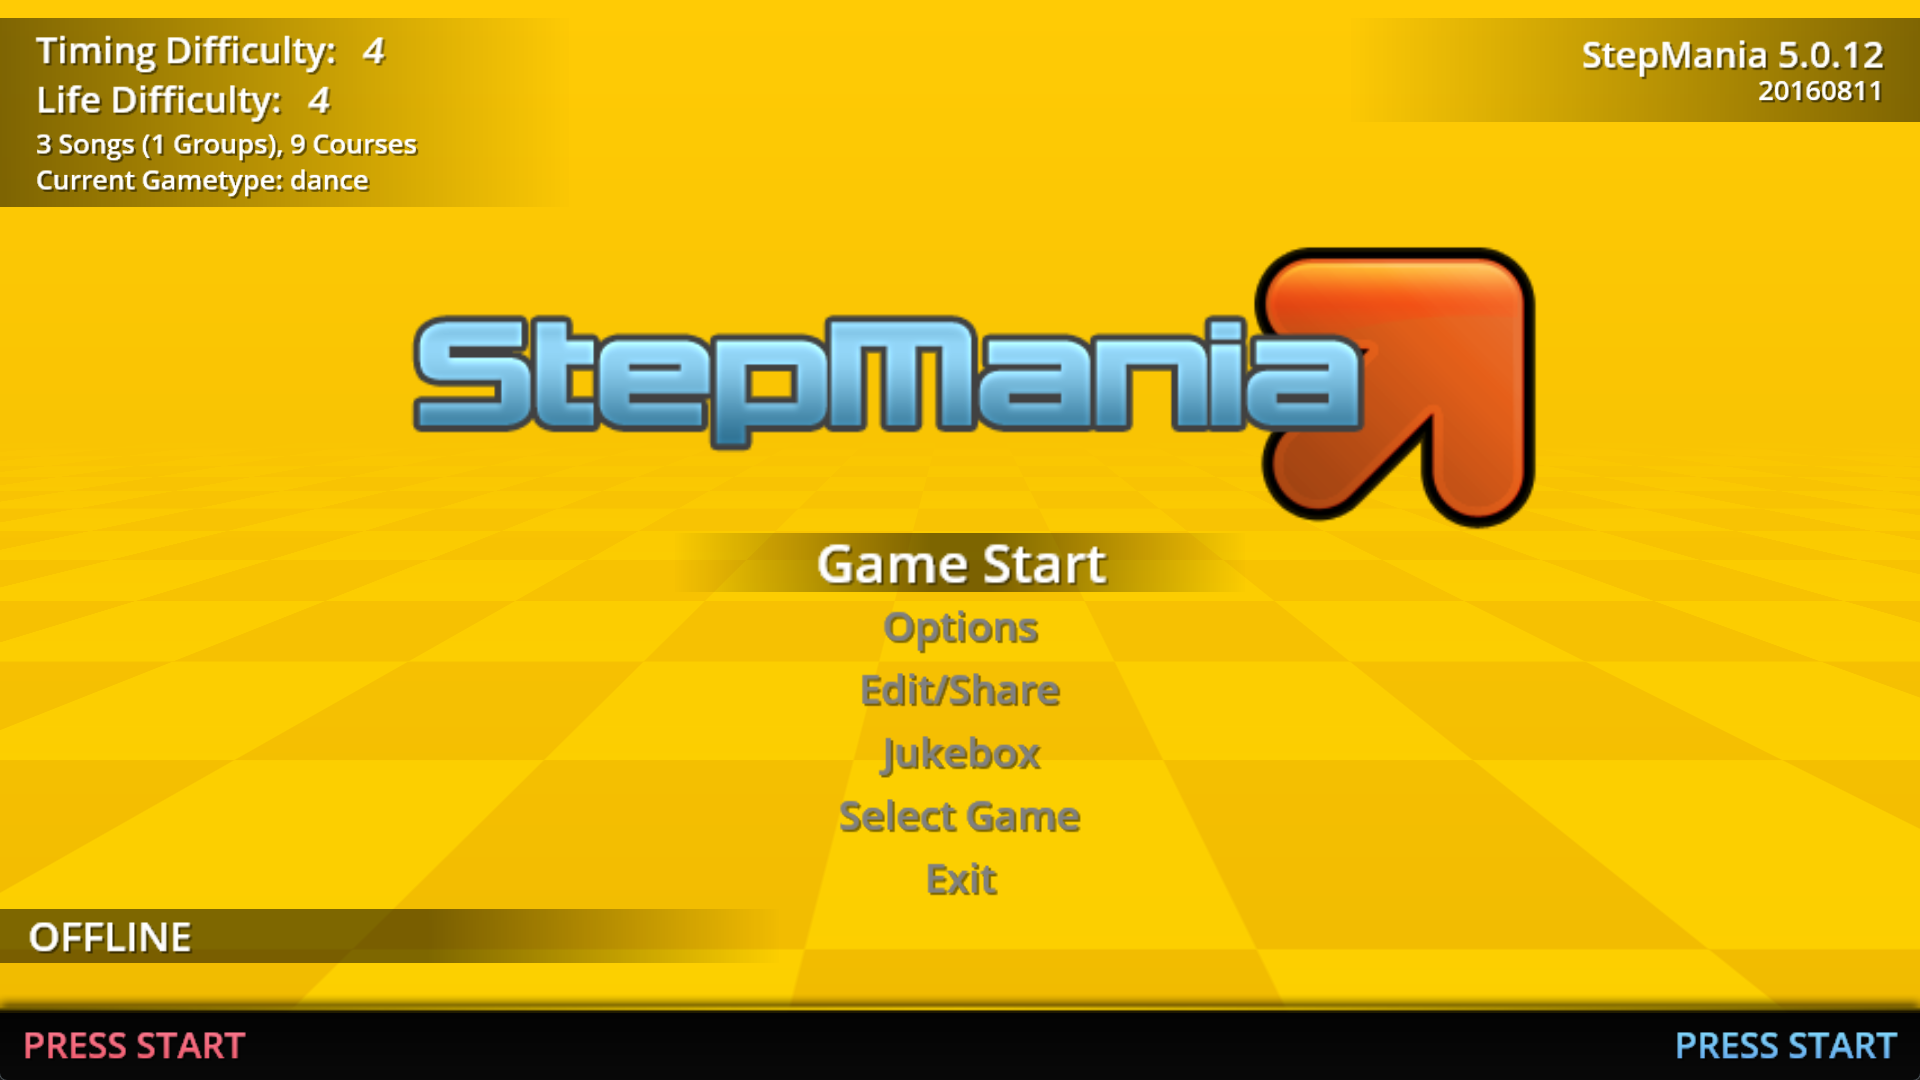 Timing Difficulty: 4
Life Difficulty: 4
3 Songs (1 Groups), 9 Courses
Current Gametype: dance
StepMania 5.0.12
20160811
StepMania
Game Start
Options
Edit/Share
Jukebox
Select Game
Exit
OFFLINE
PRESS START
PRESS START